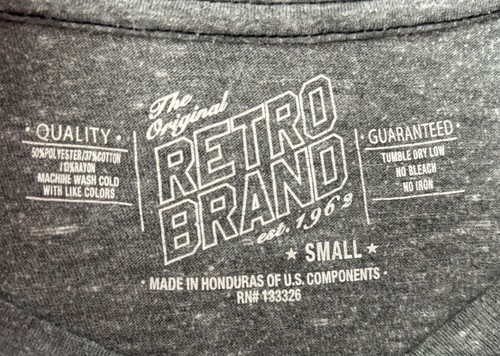 The
Original
RETRO
BRAND
est. 1962
· QUALITY ·
50%POLYESTER/37%COTTON
13%RAYON
MACHINE WASH COLD
WITH LIKE COLORS
· GUARANTEED ·
TUMBLE DRY LOW
NO BLEACH
NO IRON
★ SMALL ★
· MADE IN HONDURAS OF U.S. COMPONENTS ·
RN# 133326